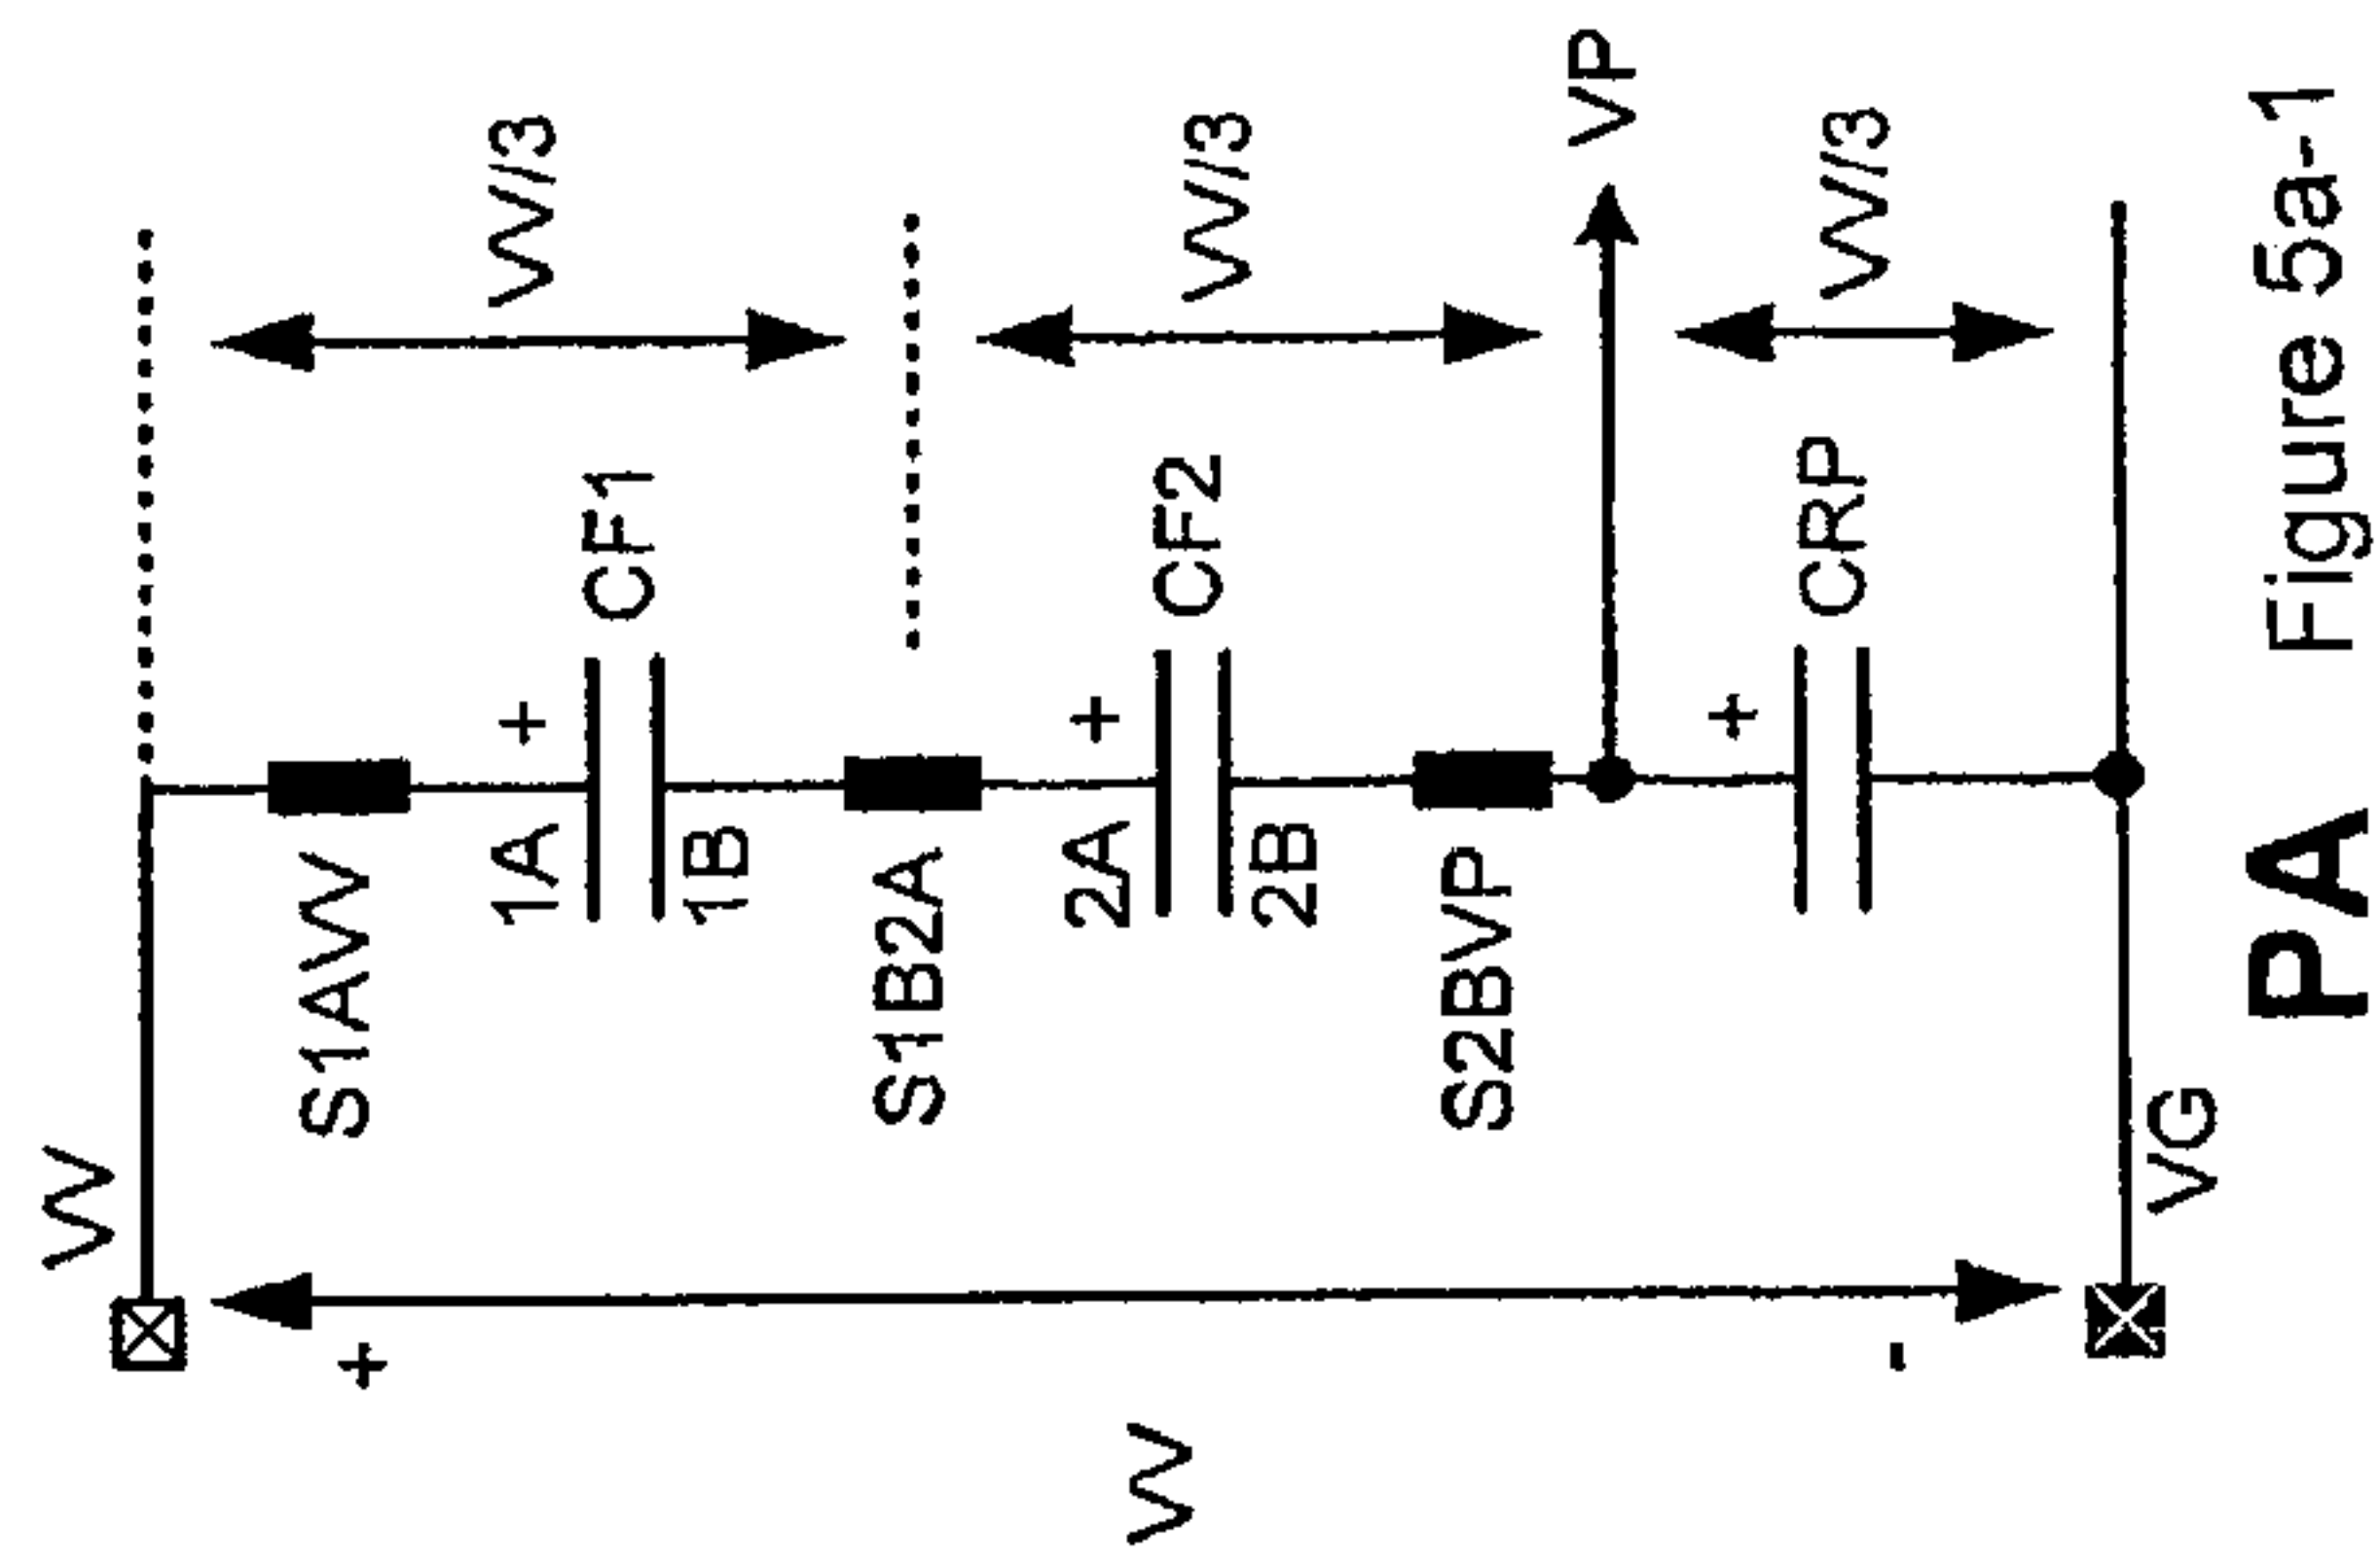 VV
S1AVV
+
1A
+
VV/3
CF1
1B
S1B2A
2A
+
VV
CF2
VV/3
2B
S2BVP
VP
+
CRP
VV/3
-
VG
PA Figure 5a-1